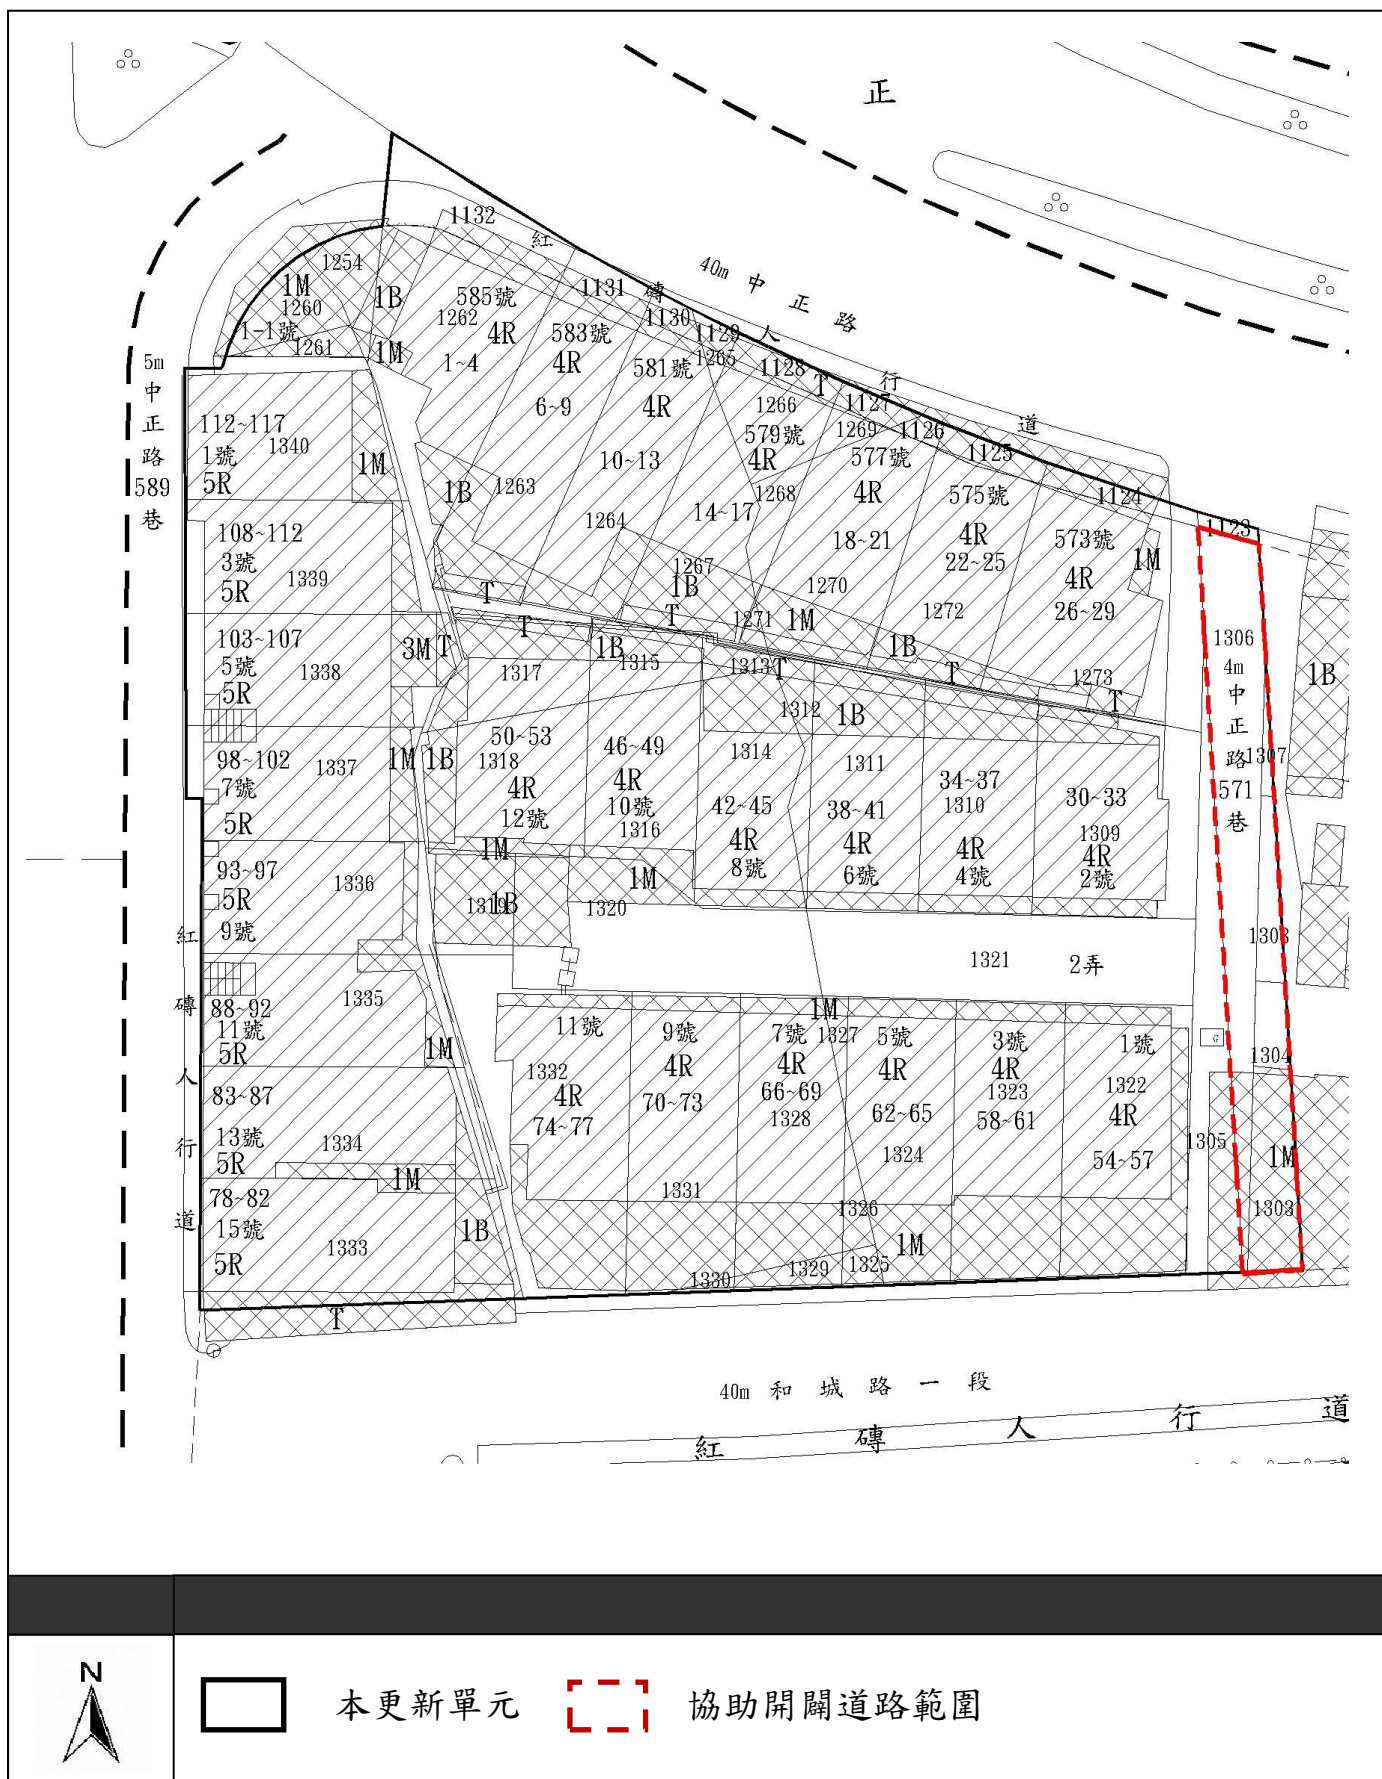 正
1132
紅
磚
人
行
道
40m 中正路
1254
1M
1260
1-1號
1261
1B
1M
585號
1262
4R
1~4
583號
4R
6~9
1131
1130
1129
1265
1128
T
1127
1126
1125
1124
1123
581號
4R
10~13
1266
579號
4R
1268
14~17
1269
577號
4R
18~21
1270
575號
4R
22~25
1272
573號
4R
26~29
1M
1273
1B
1263
1264
1267
1B
T
1271
1M
1B
T
T
T
5m
中
正
路
589
巷
112~117
1340
1號
5R
1M
108~112
3號
1339
5R
103~107
5號
1338
5R
3M
T
98~102
1337
7號
5R
1M
1B
93~97
1336
5R
9號
1335
88~92
11號
5R
1M
83~87
13號
1334
5R
1M
78~82
15號
1333
5R
1B
T
紅
磚
人
行
道
T
1317
1B
1315
1313
T
1312
1B
50~53
1318
4R
12號
46~49
4R
10號
1316
1314
42~45
4R
8號
1311
38~41
4R
6號
34~37
1310
4R
4號
30~33
1309
4R
2號
1M
1M
1319
1B
1320
1321
2弄
1M
11號
1332
4R
74~77
9號
4R
70~73
1331
7號
1327
4R
66~69
1328
5號
4R
62~65
1324
3號
4R
1323
58~61
1號
1322
4R
54~57
1326
1M
1330
1329
1325
1306
4m
中
正
路
571
巷
1307
1B
1308
G
1304
1305
1M
1303
40m 和城路一段
紅磚人行道
N
本更新單元
協助開闢道路範圍